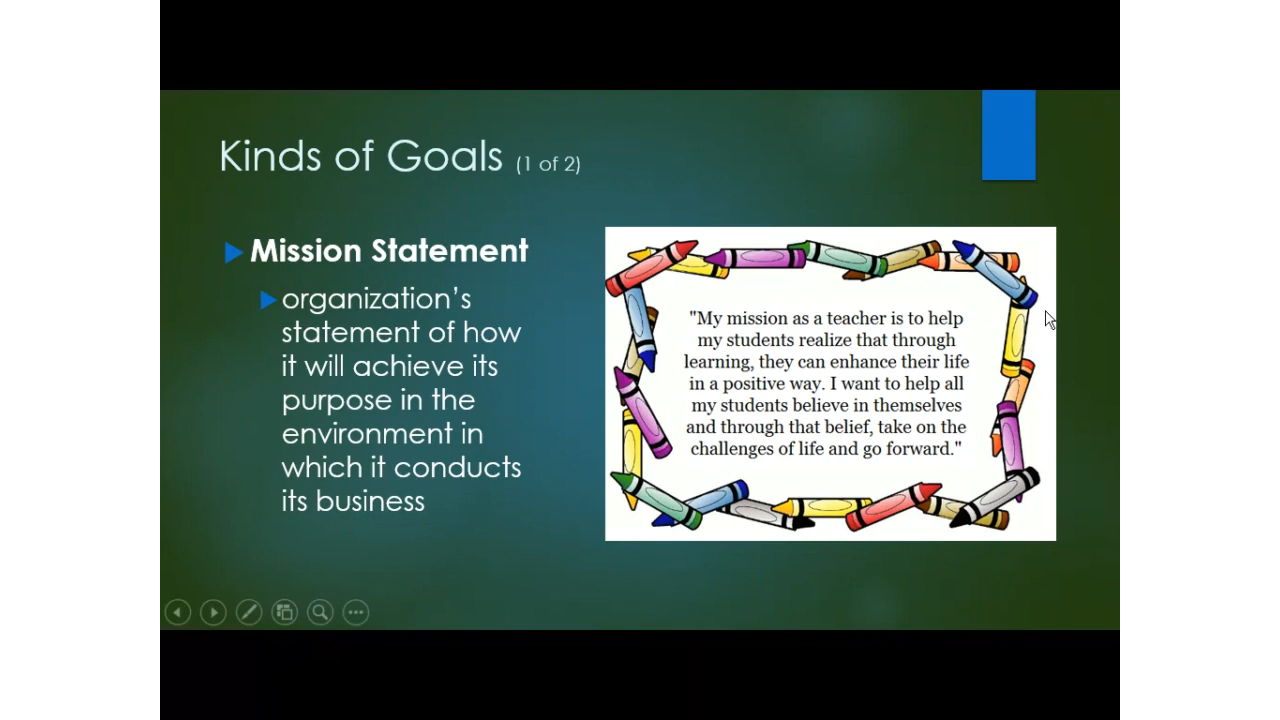 Kinds of Goals (1 of 2)
Mission Statement
organization's
statement of how
it will achieve its
purpose in the
environment in
which it conducts
its business
"My mission as a teacher is to help
my students realize that through
learning, they can enhance their life
in a positive way. I want to help all
my students believe in themselves
and through that belief, take on the
challenges of life and go forward."